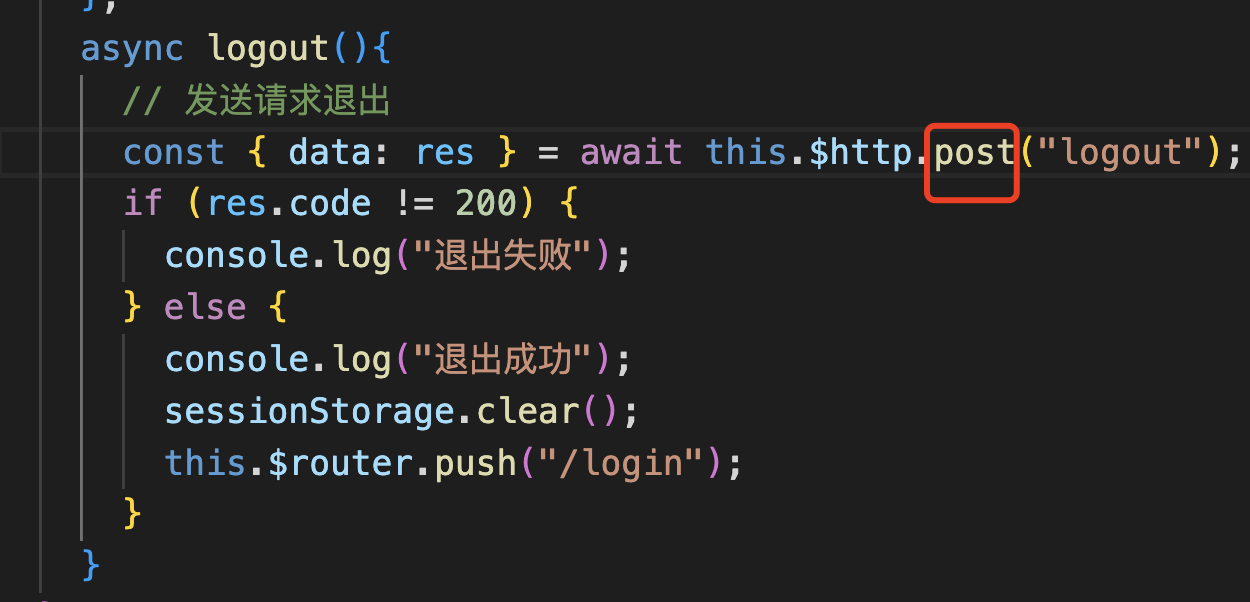 };
async logout(){
// 发送请求退出
const { data: res } = await this.$http.post("logout");
if (res.code != 200) {
console.log("退出失败");
} else {
console.log("退出成功");
sessionStorage.clear();
this.$router.push("/login");
}
}